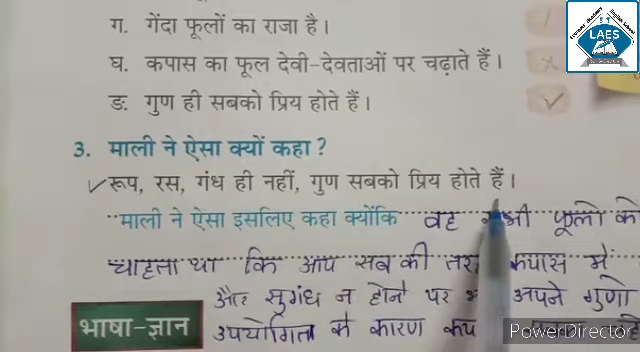 ग. गेंदा फूलों का राजा है।
घ. कपास का फूल देवी-देवताओं पर चढ़ाते हैं।
ङ. गुण ही सबको प्रिय होते हैं।
LAES
3. माली ने ऐसा क्यों कहा?
रूप, रस, गंध ही नहीं, गुण सबको प्रिय होते हैं।
माली ने ऐसा इसलिए कहा क्योंकि वह फूलो को
चाहता था कि आप सब की कपास में
और सुगंध न होने पर अपने गुणो
भाषा-ज्ञान
उपयोगिता के कारण
PowerDirector